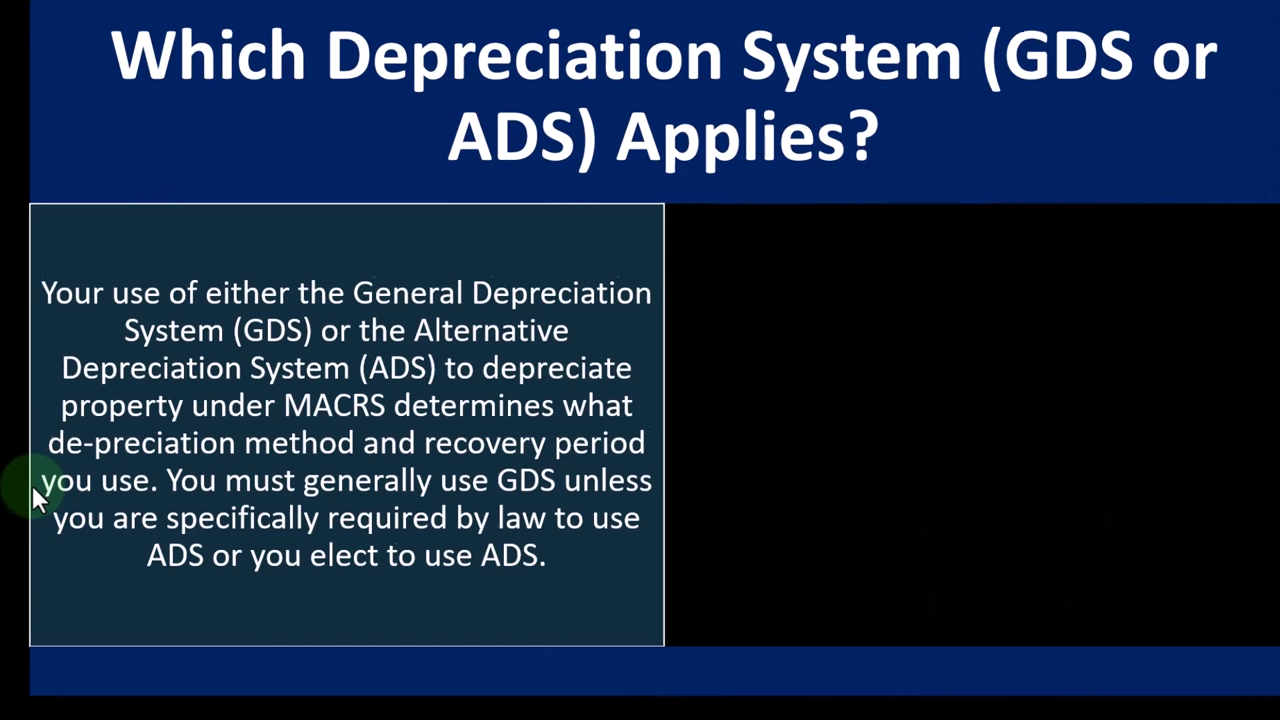 Which Depreciation System (GDS or
ADS) Applies?
Your use of either the General Depreciation
System (GDS) or the Alternative
Depreciation System (ADS) to depreciate
property under MACRS determines what
de-preciation method and recovery period
you use. You must generally use GDS unless
you are specifically required by law to use
ADS or you elect to use ADS.